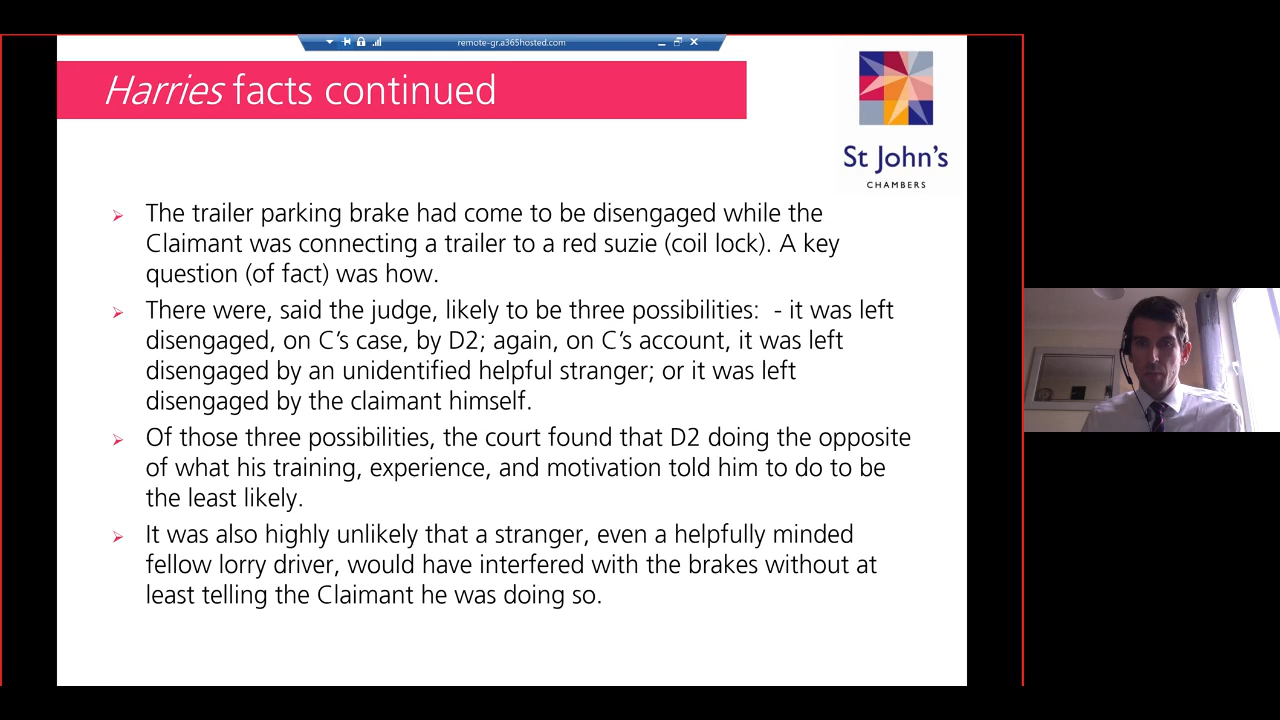 remote-gr.a365hosted.com
Harries facts continued
St John's
CHAMBERS
The trailer parking brake had come to be disengaged while the
Claimant was connecting a trailer to a red suzie (coil lock). A key
question (of fact) was how.
There were, said the judge, likely to be three possibilities:  - it was left
disengaged, on C's case, by D2; again, on C's account, it was left
disengaged by an unidentified helpful stranger; or it was left
disengaged by the claimant himself.
Of those three possibilities, the court found that D2 doing the opposite
of what his training, experience, and motivation told him to do to be
the least likely.
It was also highly unlikely that a stranger, even a helpfully minded
fellow lorry driver, would have interfered with the brakes without at
least telling the Claimant he was doing so.